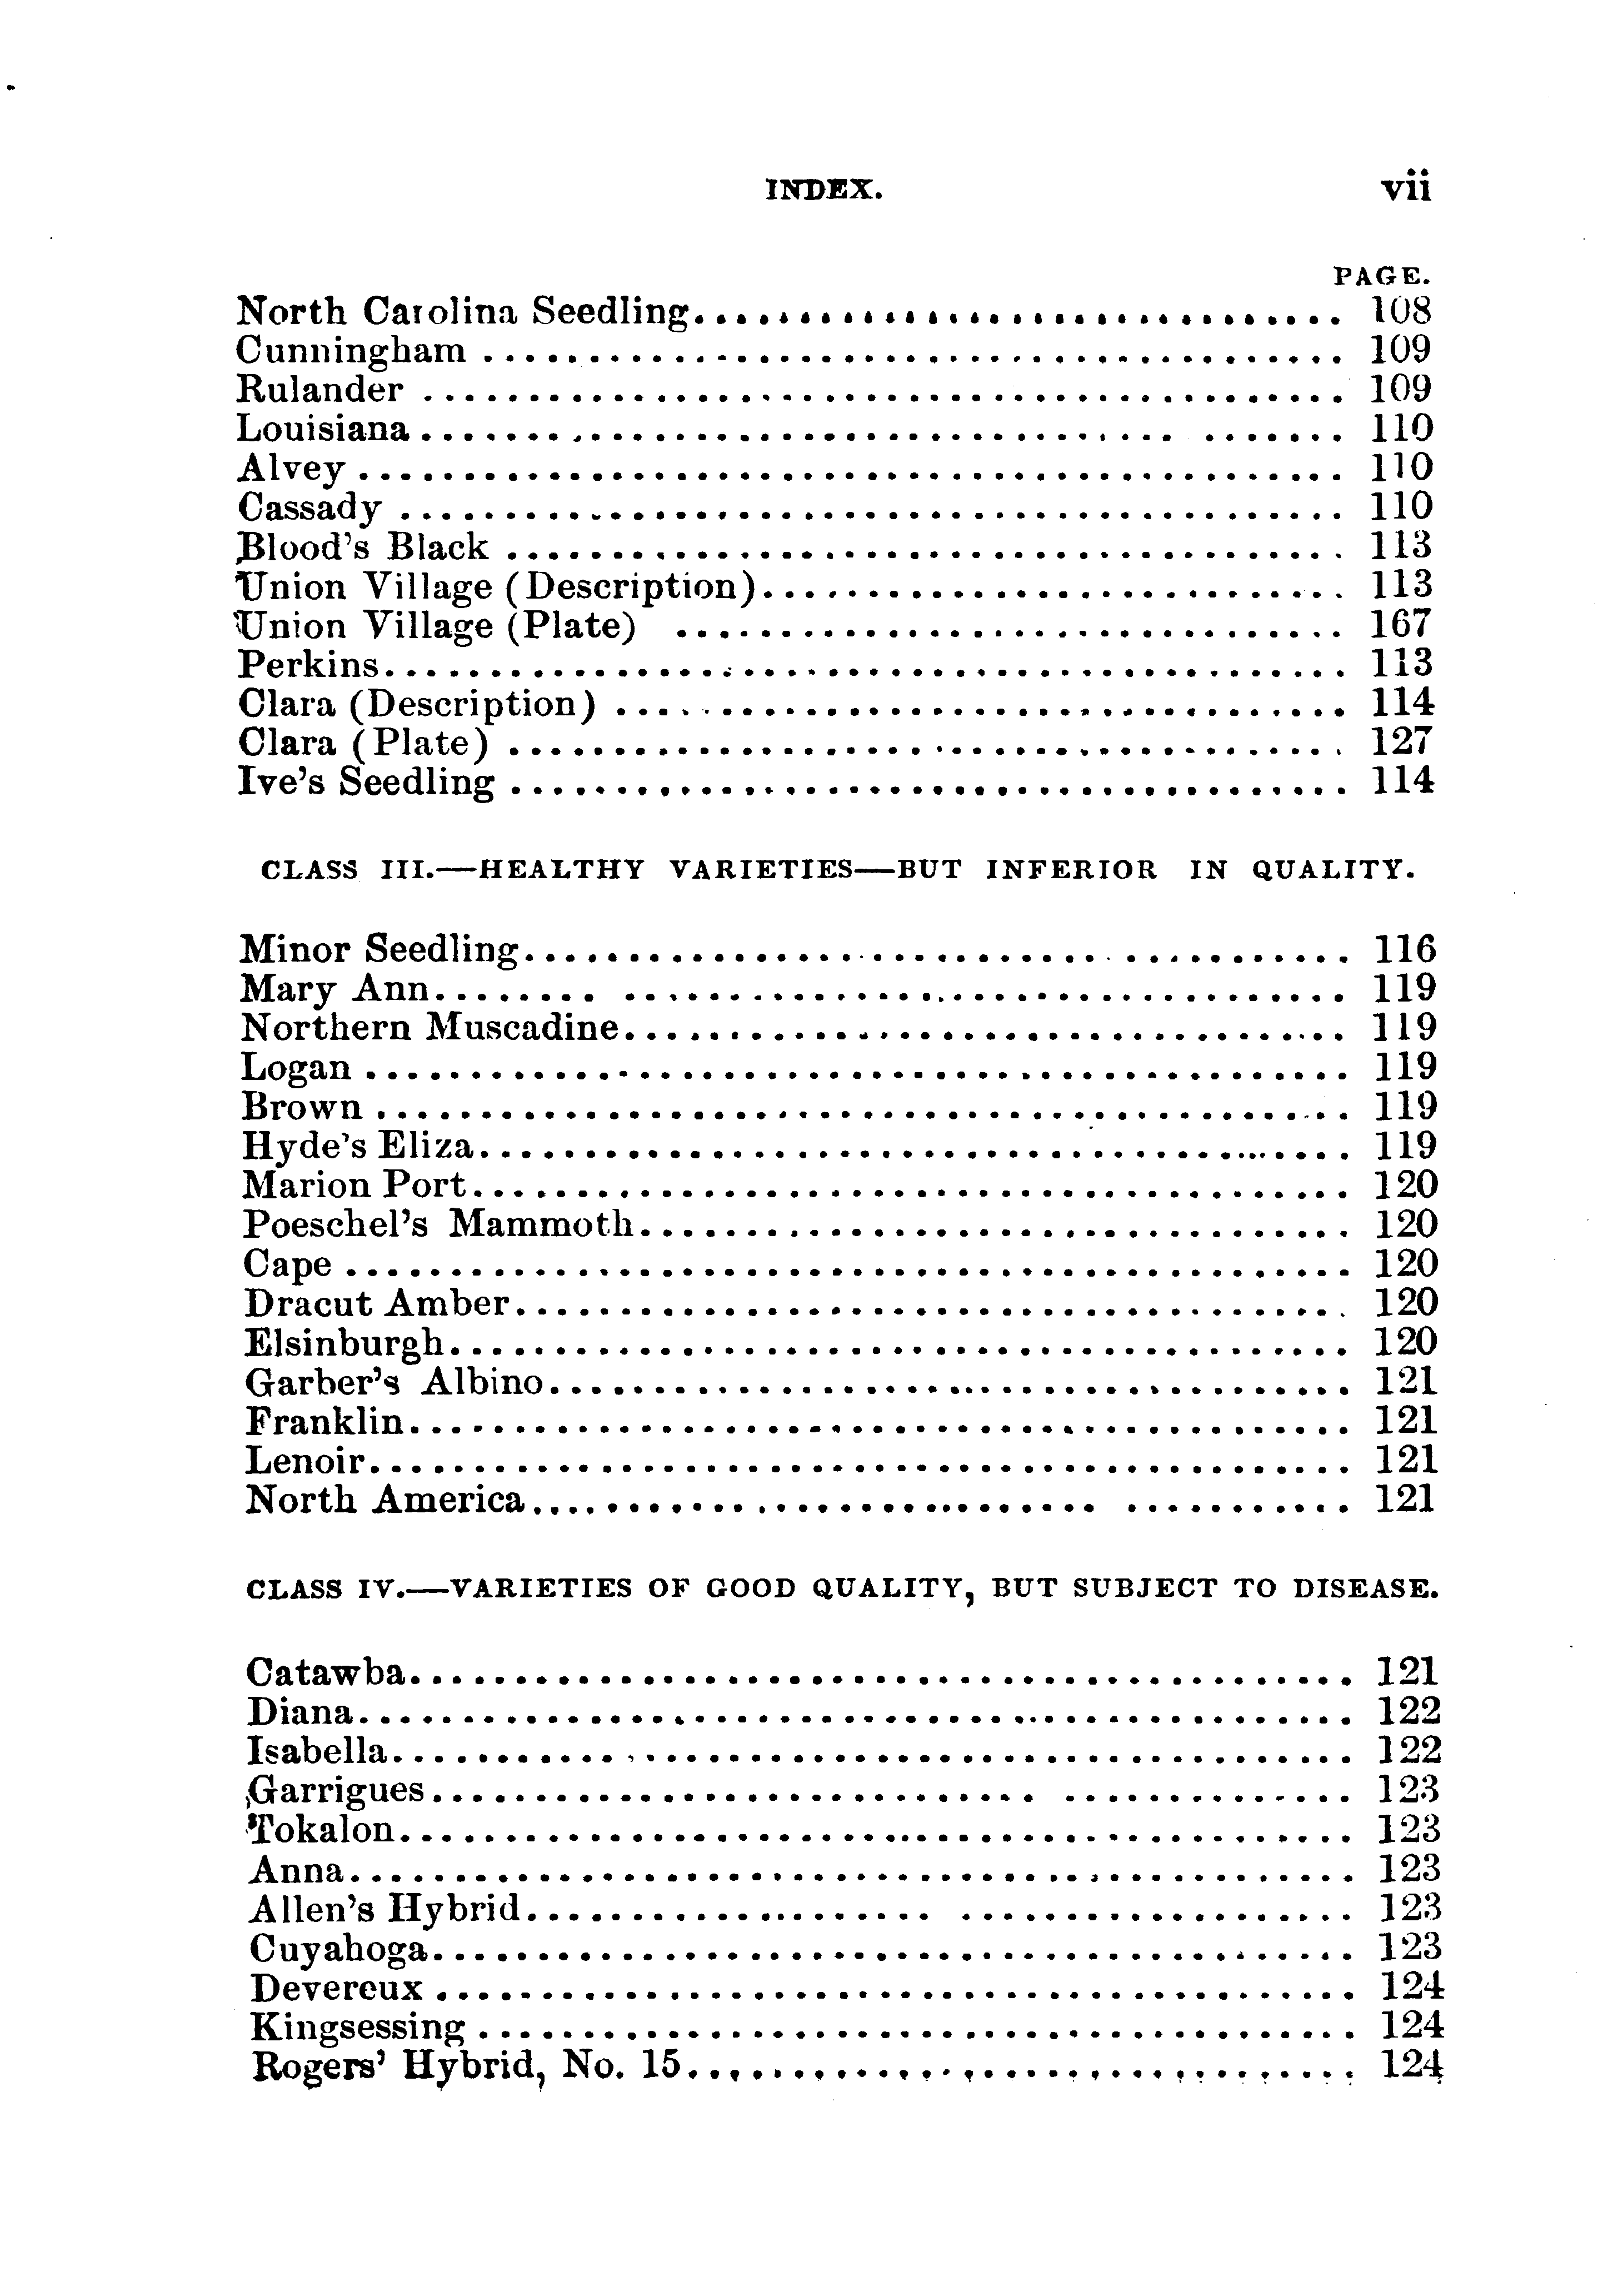 INDEX. vii
PAGE.
North Carolina Seedling.............................. 108
Cunningham ......................................... 109
Rulander ............................................ 109
Louisiana ........................................... 110
Alvey ............................................... 110
Cassady ............................................. 110
Blood's Black ........................................ 113
Union Village (Description)............................ 113
Union Village (Plate) ................................ 167
Perkins.............................................. 113
Clara (Description) ................................... 114
Clara (Plate) ........................................ 127
Ive's Seedling ........................................ 114
CLASS III.—HEALTHY VARIETIES—BUT INFERIOR IN QUALITY.
Minor Seedling....................................... 116
Mary Ann........................................... 119
Northern Muscadine................................... 119
Logan ............................................... 119
Brown .............................................. 119
Hyde's Eliza.......................................... 119
Marion Port.......................................... 120
Poeschel's Mammoth.................................. 120
Cape ................................................ 120
Dracut Amber........................................ 120
Elsinburgh........................................... 120
Garber's Albino...................................... 121
Franklin............................................. 121
Lenoir............................................... 121
North America....................................... 121
CLASS IV.—VARIETIES OF GOOD QUALITY, BUT SUBJECT TO DISEASE.
Catawba............................................. 121
Diana............................................... 122
Isabella.............................................. 122
Garrigues............................................ 123
Tokalon............................................. 123
Anna................................................ 123
Allen's Hybrid........................................ 123
Cuyahoga............................................ 123
Devereux ............................................ 124
Kingsessing .......................................... 124
Rogers' Hybrid, No. 15................................ 124